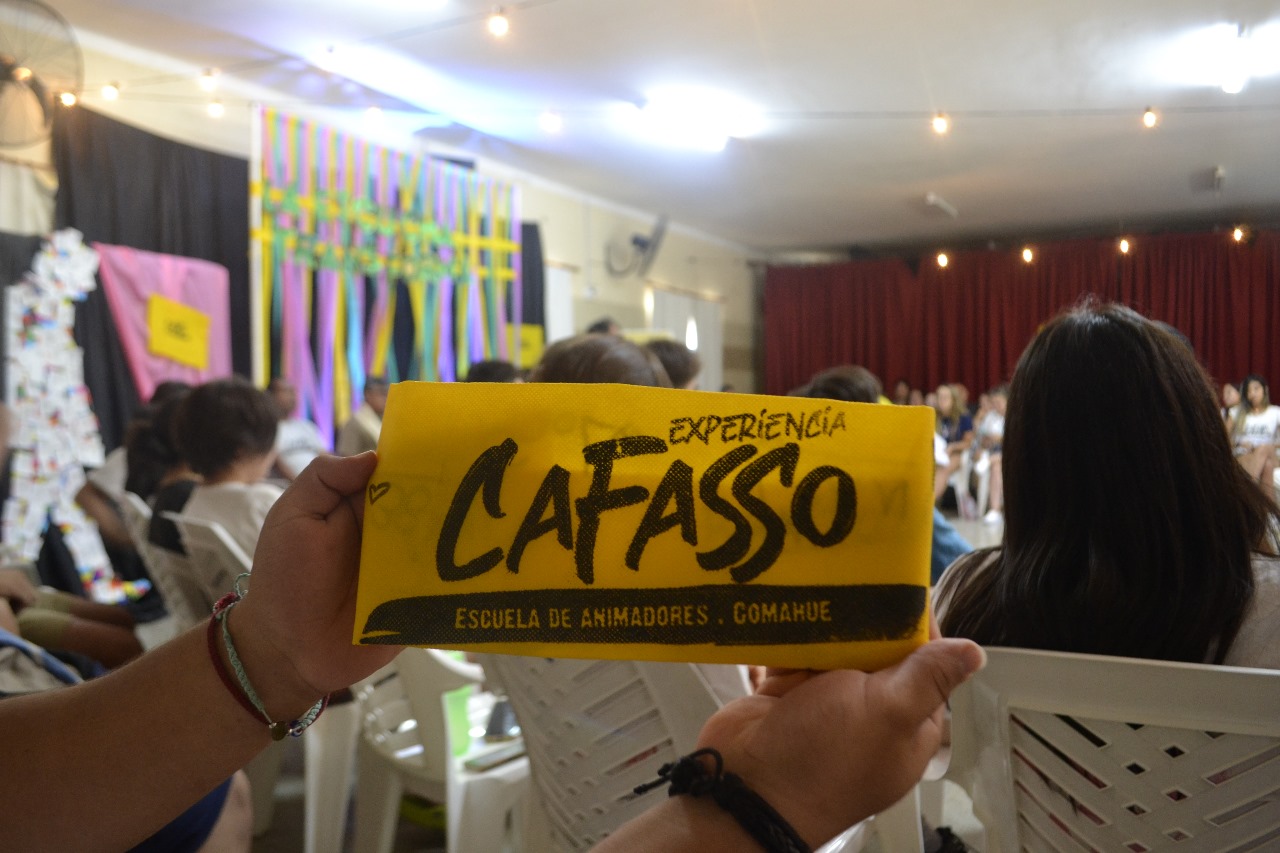 EXPERIENCIA
CAFASSO
ESCUELA DE ANIMADORES . COMAHUE